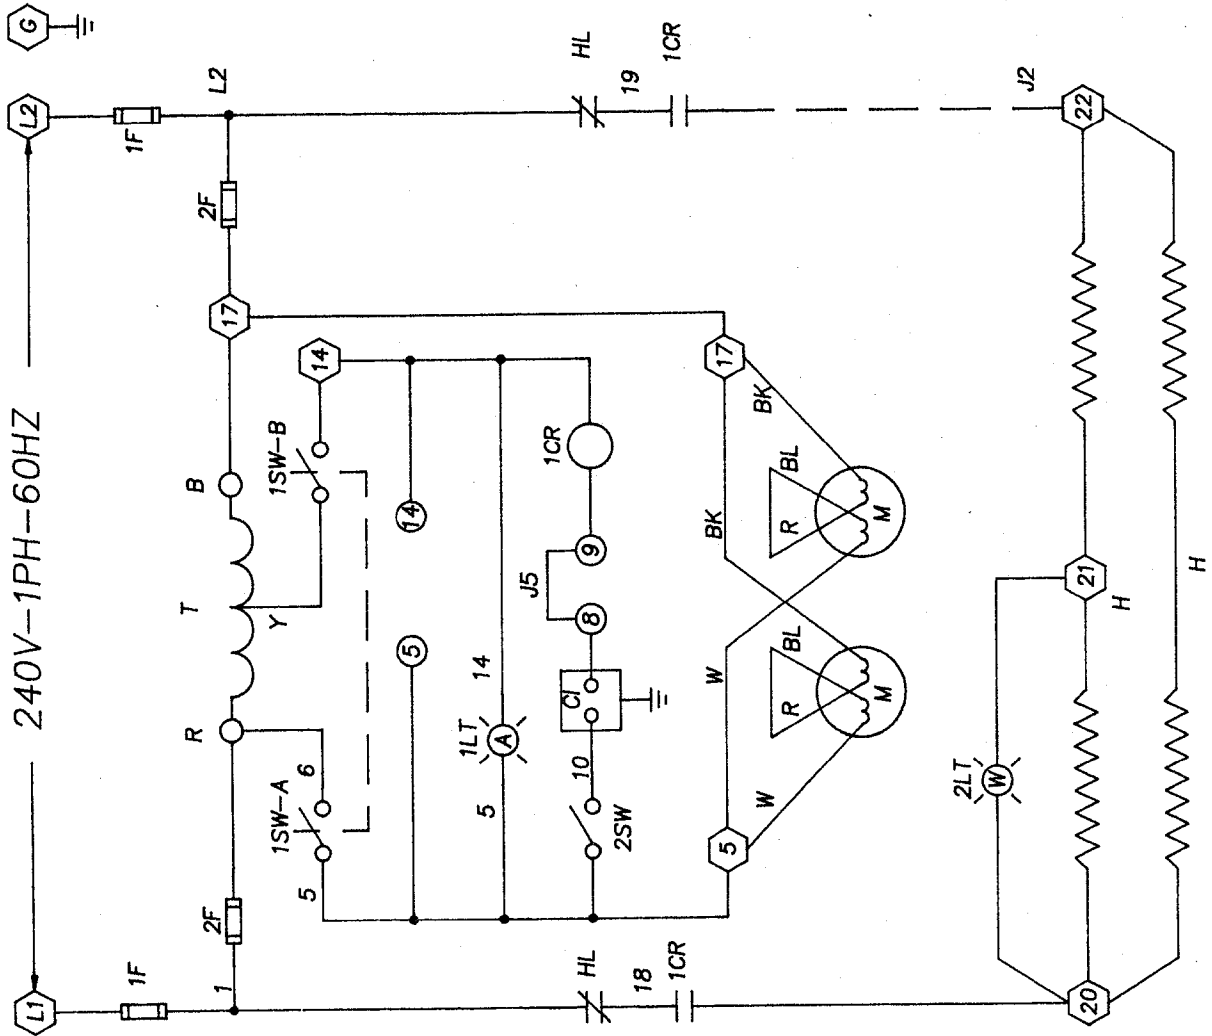 240V-1PH-60HZ
L1
L2
G
1F
1F
1
L2
2F
2F
R
T
B
17
Y
1SW-A
1SW-B
5
6
14
5
14
1LT
A
5
14
2SW
10
CI
8
J5
9
1CR
HL
18
1CR
HL
19
1CR
5
17
W
W
BK
BK
R
BL
M
R
BL
M
J2
2LT
W
20
21
22
H
H